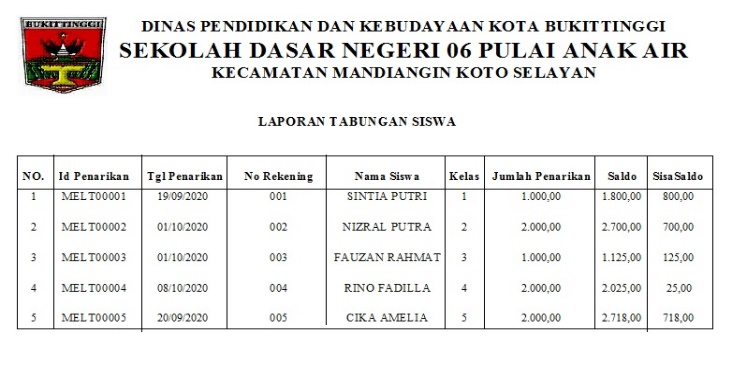 BUKITTINGGI
DINAS PENDIDIKAN DAN KEBUDAYAAN KOTA BUKITTINGGI
SEKOLAH DASAR NEGERI 06 PULAI ANAK AIR
KECAMATAN MANDIANGIN KOTO SELAYAN
LAPORAN TABUNGAN SISWA
NO. Id Penarikan Tgl Penarikan No Rekening Nama Siswa Kelas Jumlah Penarikan Saldo SisaSaldo
1 MELT00001 19/09/2020 001 SINTIA PUTRI 1 1.000,00 1.800,00 800,00
2 MELT00002 01/10/2020 002 NIZRAL PUTRA 2 2.000,00 2.700,00 700,00
3 MELT00003 01/10/2020 003 FAUZAN RAHMAT 3 1.000,00 1.125,00 125,00
4 MELT00004 08/10/2020 004 RINO FADILLA 4 2.000,00 2.025,00 25,00
5 MELT00005 20/09/2020 005 CIKA AMELIA 5 2.000,00 2.718,00 718,00